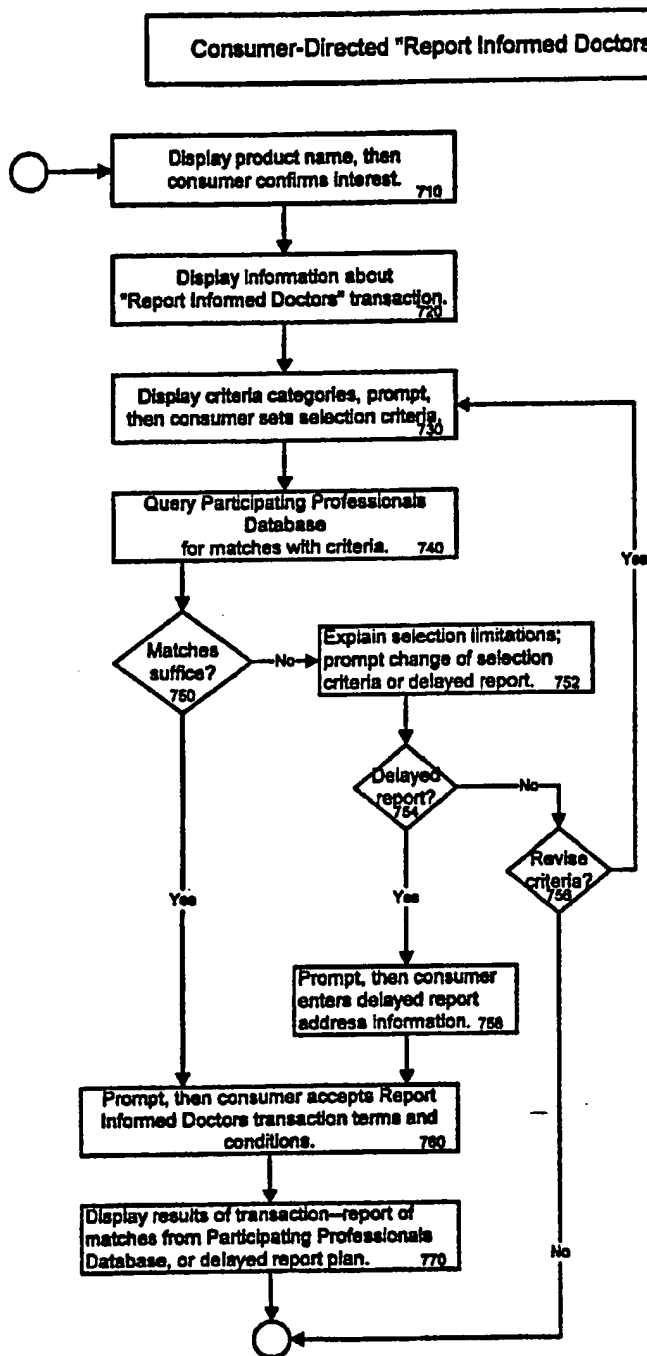 Consumer-Directed "Report Informed Doctors
Display product name, then
consumer confirms interest.
710
Display information about
"Report Informed Doctors" transaction.
720
Display criteria categories, prompt,
then consumer sets selection criteria.
730
Query Participating Professionals
Database
for matches with criteria. 740
Yes
Matches
suffice?
750
No
Explain selection limitations;
prompt change of selection
criteria or delayed report. 752
Delayed
report?
754
No
Revise
criteria?
756
Yes
Yes
Prompt, then consumer
enters delayed report
address information. 758
Prompt, then consumer accepts Report
Informed Doctors transaction terms and
conditions. 760
Display results of transaction--report of
matches from Participating Professionals
Database, or delayed report plan. 770
No